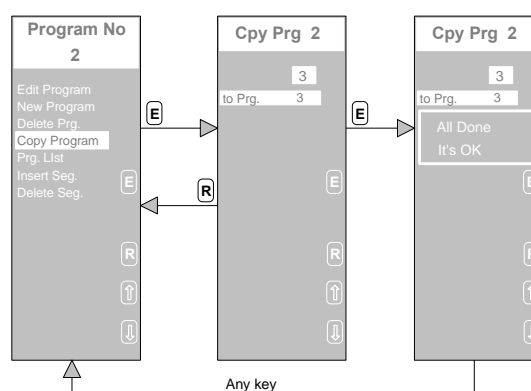 Program No
2
Edit Program
New Program
Delete Prg.
Copy Program
Prg. LIst
Insert Seg.
Delete Seg.
E
R
⇧
⇩
E
R
Cpy Prg 2
3
to Prg. 3
E
R
⇧
⇩
E
Cpy Prg 2
3
to Prg. 3
All Done
It's OK
E
R
⇧
⇩
Any key